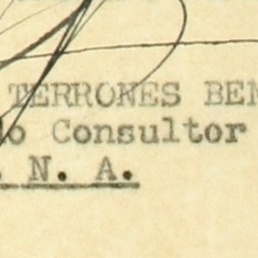 TERRONES BEN
o Consultor
. N. A.